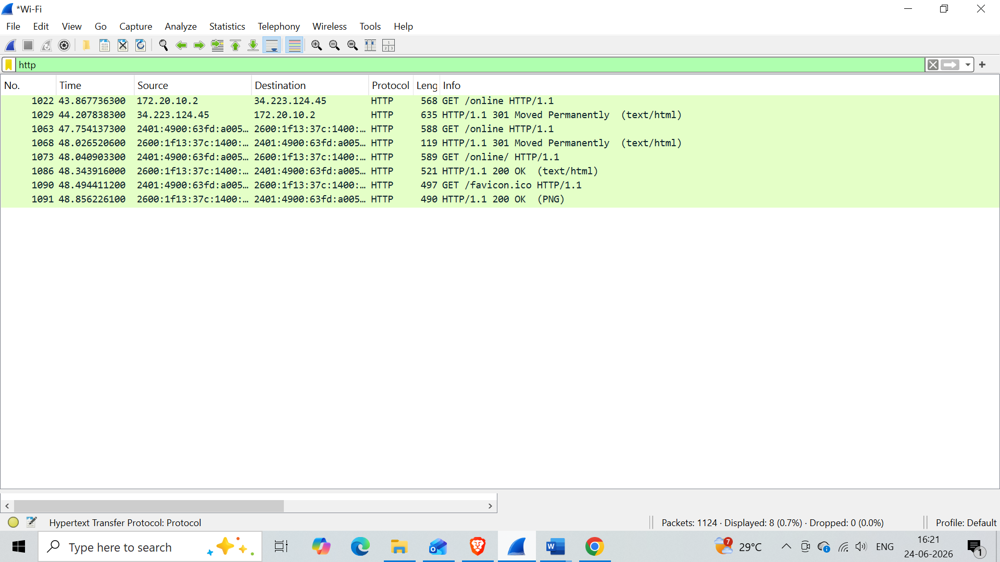 *Wi-Fi
File Edit View Go Capture Analyze Statistics Telephony Wireless Tools Help
http
No. Time Source Destination Protocol Leng Info
1022 43.867736300 172.20.10.2 34.223.124.45 HTTP 568 GET /online HTTP/1.1
1029 44.207838300 34.223.124.45 172.20.10.2 HTTP 635 HTTP/1.1 301 Moved Permanently (text/html)
1063 47.754137300 2401:4900:63fd:a005… 2600:1f13:37c:1400:… HTTP 588 GET /online HTTP/1.1
1068 48.026520600 2600:1f13:37c:1400:… 2401:4900:63fd:a005… HTTP 119 HTTP/1.1 301 Moved Permanently (text/html)
1073 48.040903300 2401:4900:63fd:a005… 2600:1f13:37c:1400:… HTTP 589 GET /online/ HTTP/1.1
1086 48.343916000 2600:1f13:37c:1400:… 2401:4900:63fd:a005… HTTP 521 HTTP/1.1 200 OK (text/html)
1090 48.494411200 2401:4900:63fd:a005… 2600:1f13:37c:1400:… HTTP 497 GET /favicon.ico HTTP/1.1
1091 48.856226100 2600:1f13:37c:1400:… 2401:4900:63fd:a005… HTTP 490 HTTP/1.1 200 OK (PNG)
Hypertext Transfer Protocol: Protocol Packets: 1124 · Displayed: 8 (0.7%) · Dropped: 0 (0.0%) Profile: Default
Type here to search 7 29°C ENG 16:21
24-06-2026 1